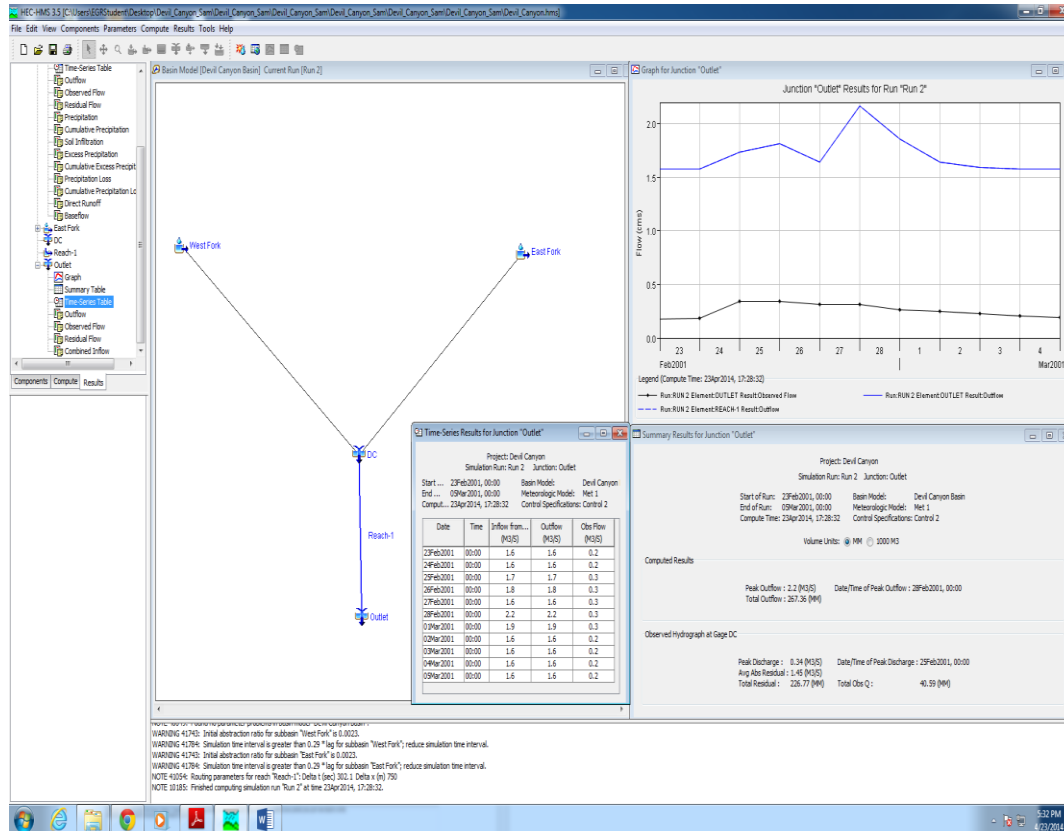 HEC-HMS 3.5 [C:\Users\EGRStudent\Desktop\Devil_Canyon_Sam\Devil_Canyon_Sam\Devil_Canyon_Sam\Devil_Canyon_Sam\Devil_Canyon_Sam\Devil_Canyon.hms]
File Edit View Components Parameters Compute Results Tools Help
Time-Series Table
Outflow
Observed Flow
Residual Flow
Precipitation
Cumulative Precipitation
Soil Infiltration
Excess Precipitation
Cumulative Excess Precipit
Precipitation Loss
Cumulative Precipitation Lo
Direct Runoff
Baseflow
East Fork
DC
Reach-1
Outlet
Graph
Summary Table
Time-Series Table
Outflow
Observed Flow
Residual Flow
Combined Inflow
Components Compute Results
Basin Model [Devil Canyon Basin] Current Run [Run 2]
West Fork
East Fork
DC
Reach-1
Outlet
Graph for Junction "Outlet"
Junction "Outlet" Results for Run "Run 2"
Flow (cms)
2.0
1.5
1.0
0.5
0.0
23 24 25 26 27 28 1 2 3 4
Feb2001 Mar2001
Legend (Compute Time: 23Apr2014, 17:28:32)
Run:RUN 2 Element:OUTLET Result:Observed Flow
Run:RUN 2 Element:OUTLET Result:Outflow
Run:RUN 2 Element:REACH-1 Result:Outflow
Time-Series Results for Junction "Outlet"
Project: Devil Canyon
Simulation Run: Run 2 Junction: Outlet
Start ... 23Feb2001, 00:00 Basin Model: Devil Canyon
End ... 05Mar2001, 00:00 Meteorologic Model: Met 1
Comput... 23Apr2014, 17:28:32 Control Specifications: Control 2
Date Time Inflow from... Outflow Obs Flow
(M3/S) (M3/S) (M3/S)
23Feb2001 00:00 1.6 1.6 0.2
24Feb2001 00:00 1.6 1.6 0.2
25Feb2001 00:00 1.7 1.7 0.3
26Feb2001 00:00 1.8 1.8 0.3
27Feb2001 00:00 1.6 1.6 0.3
28Feb2001 00:00 2.2 2.2 0.3
01Mar2001 00:00 1.9 1.9 0.3
02Mar2001 00:00 1.6 1.6 0.2
03Mar2001 00:00 1.6 1.6 0.2
04Mar2001 00:00 1.6 1.6 0.2
05Mar2001 00:00 1.6 1.6 0.2
Summary Results for Junction "Outlet"
Project: Devil Canyon
Simulation Run: Run 2 Junction: Outlet
Start of Run: 23Feb2001, 00:00 Basin Model: Devil Canyon Basin
End of Run: 05Mar2001, 00:00 Meteorologic Model: Met 1
Compute Time: 23Apr2014, 17:28:32 Control Specifications: Control 2
Volume Units: MM 1000 M3
Computed Results
Peak Outflow : 2.2 (M3/S) Date/Time of Peak Outflow : 28Feb2001, 00:00
Total Outflow : 267.36 (MM)
Observed Hydrograph at Gage DC
Peak Discharge : 0.34 (M3/S) Date/Time of Peak Discharge : 25Feb2001, 00:00
Avg Abs Residual : 1.45 (M3/S)
Total Residual : 226.77 (MM) Total Obs Q : 40.59 (MM)
WARNING 41743: Initial abstraction ratio for subbasin "West Fork" is 0.0023.
WARNING 41784: Simulation time interval is greater than 0.29 * lag for subbasin "West Fork"; reduce simulation time interval.
WARNING 41743: Initial abstraction ratio for subbasin "East Fork" is 0.0023.
WARNING 41784: Simulation time interval is greater than 0.29 * lag for subbasin "East Fork"; reduce simulation time interval.
NOTE 41054: Routing parameters for reach "Reach-1": Delta t (sec) 302.1 Delta x (m) 750
NOTE 10185: Finished computing simulation run "Run 2" at time 23Apr2014, 17:28:32.
5:32 PM